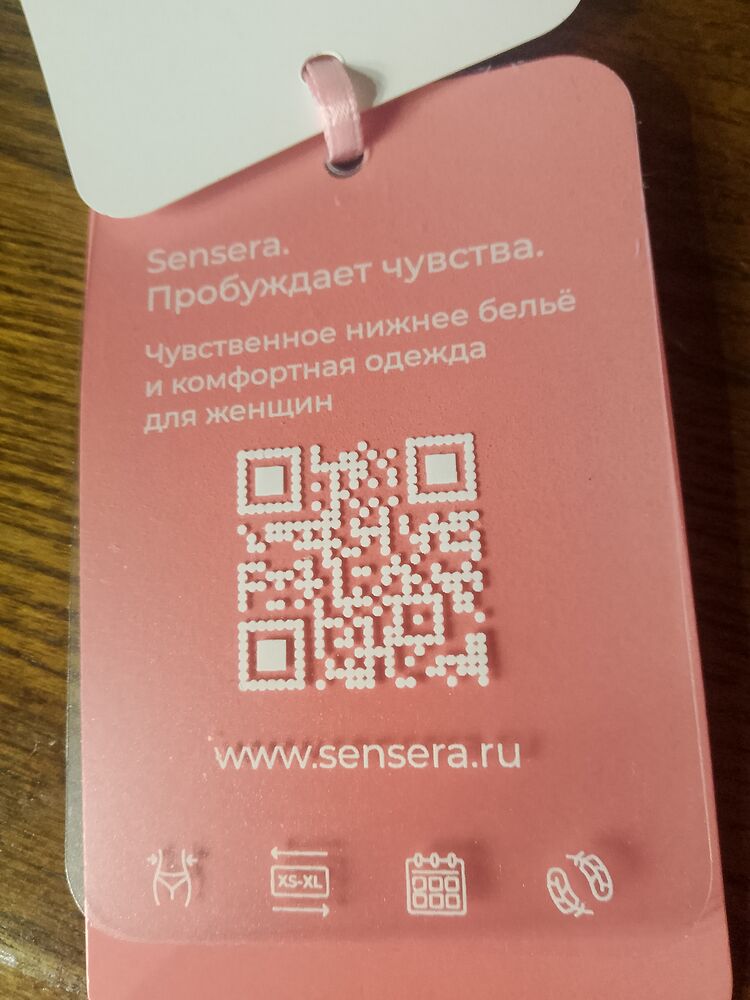 Sensera.
Пробуждает чувства.
Чувственное нижнее бельё
и комфортная одежда
для женщин
www.sensera.ru
XS-XL